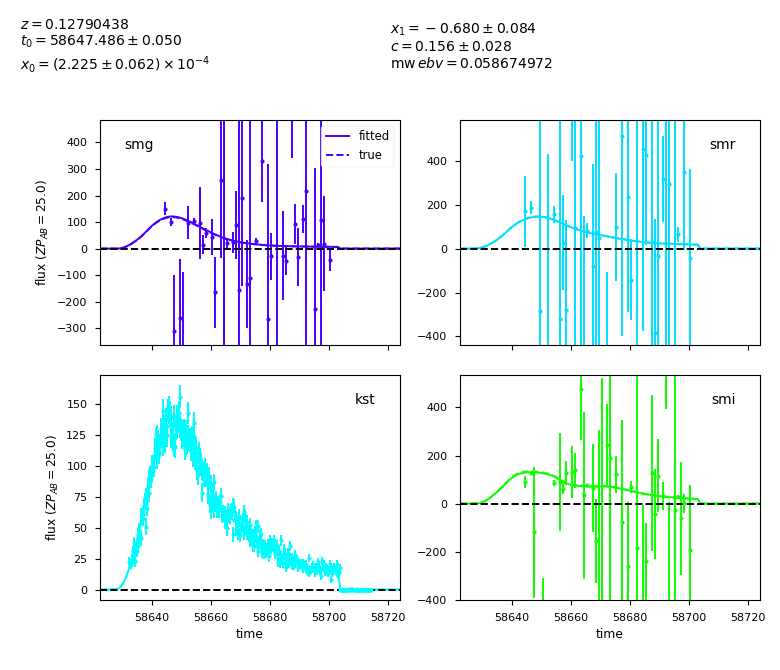 z = 0.12790438
t₀ = 58647.486 ± 0.050
x₀ = (2.225 ± 0.062) × 10⁻⁴
x₁ = −0.680 ± 0.084
c = 0.156 ± 0.028
mw ebv = 0.058674972
smg
fitted
true
400
300
200
100
0
−100
−200
−300
flux (ZP_AB = 25.0)
smr
400
200
0
−200
−400
kst
150
125
100
75
50
25
0
flux (ZP_AB = 25.0)
58640 58660 58680 58700 58720
time
smi
400
200
0
−200
−400
58640 58660 58680 58700 58720
time